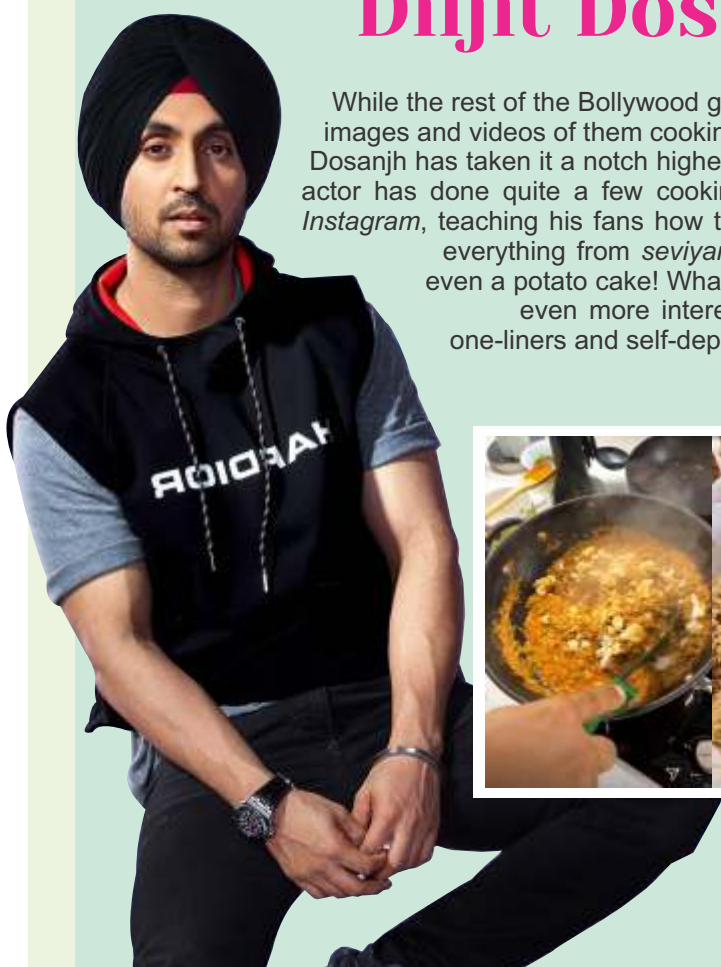 Diljit Dos
While the rest of the Bollywood g
images and videos of them cookin
Dosanjh has taken it a notch highe
actor has done quite a few cookin
Instagram, teaching his fans how t
everything from seviyan
even a potato cake! Wha
even more intere
one-liners and self-dep
ЯOIDЯAH